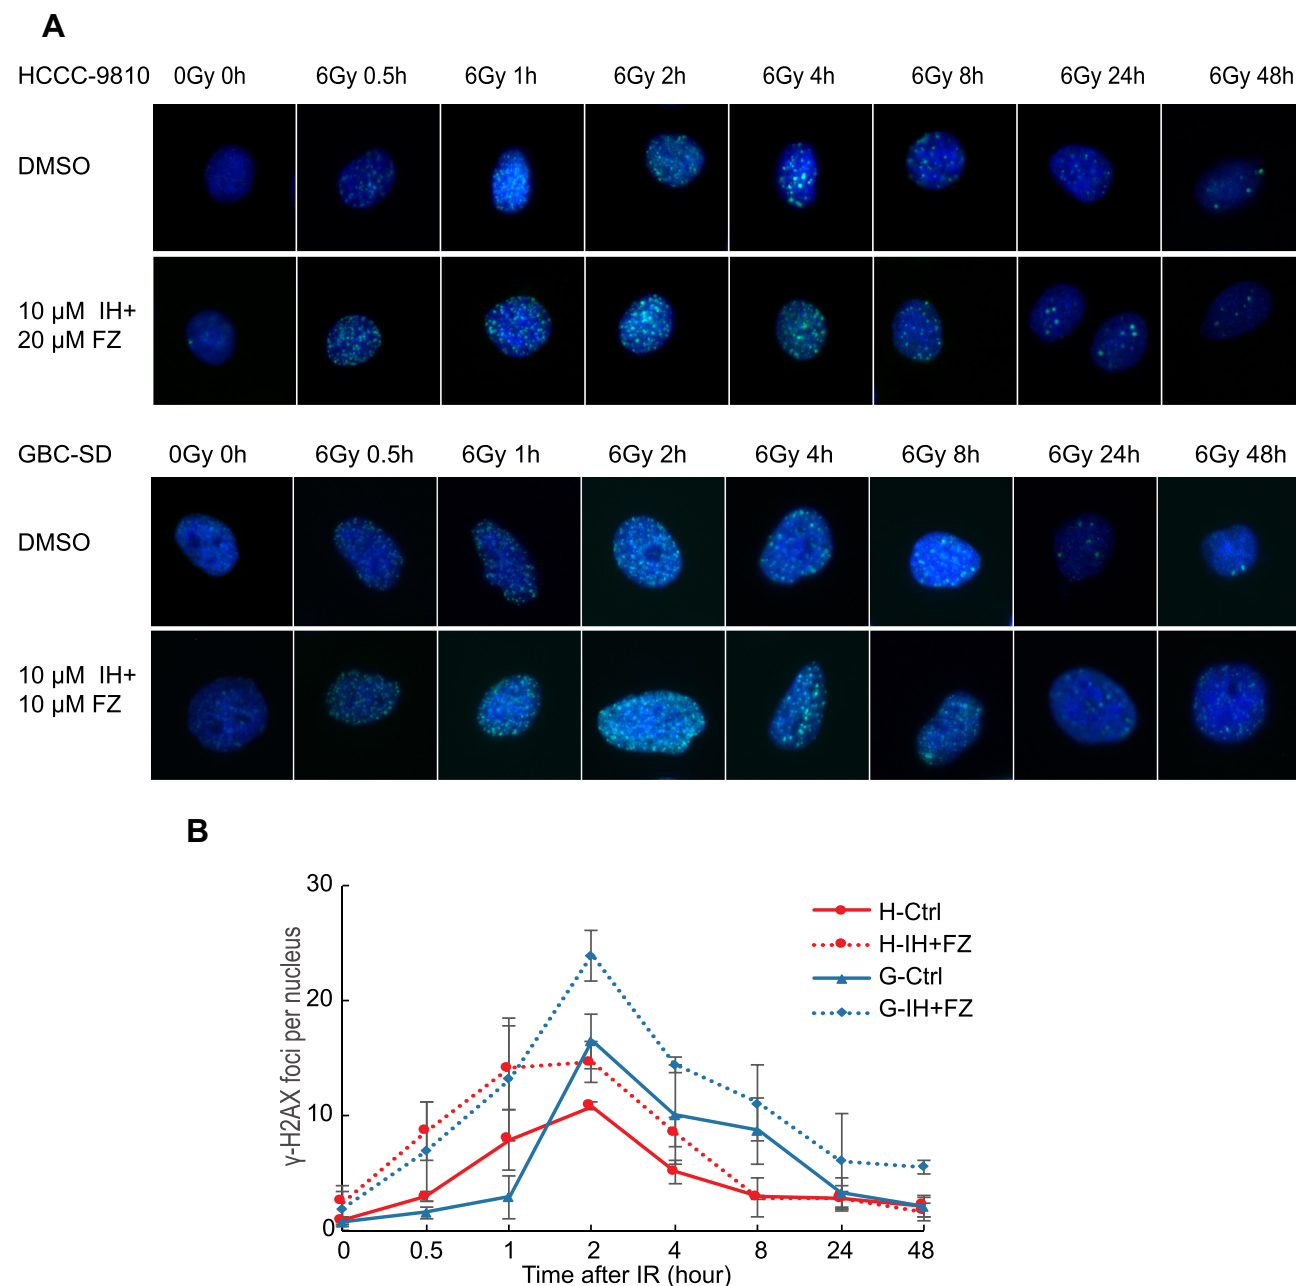 A
HCCC-9810 0Gy 0h 6Gy 0.5h 6Gy 1h 6Gy 2h 6Gy 4h 6Gy 8h 6Gy 24h 6Gy 48h
DMSO
10 µM IH+
20 µM FZ
GBC-SD 0Gy 0h 6Gy 0.5h 6Gy 1h 6Gy 2h 6Gy 4h 6Gy 8h 6Gy 24h 6Gy 48h
DMSO
10 µM IH+
10 µM FZ
B
γ-H2AX foci per nucleus
30
20
10
0
H-Ctrl
H-IH+FZ
G-Ctrl
G-IH+FZ
0 0.5 1 2 4 8 24 48
Time after IR (hour)